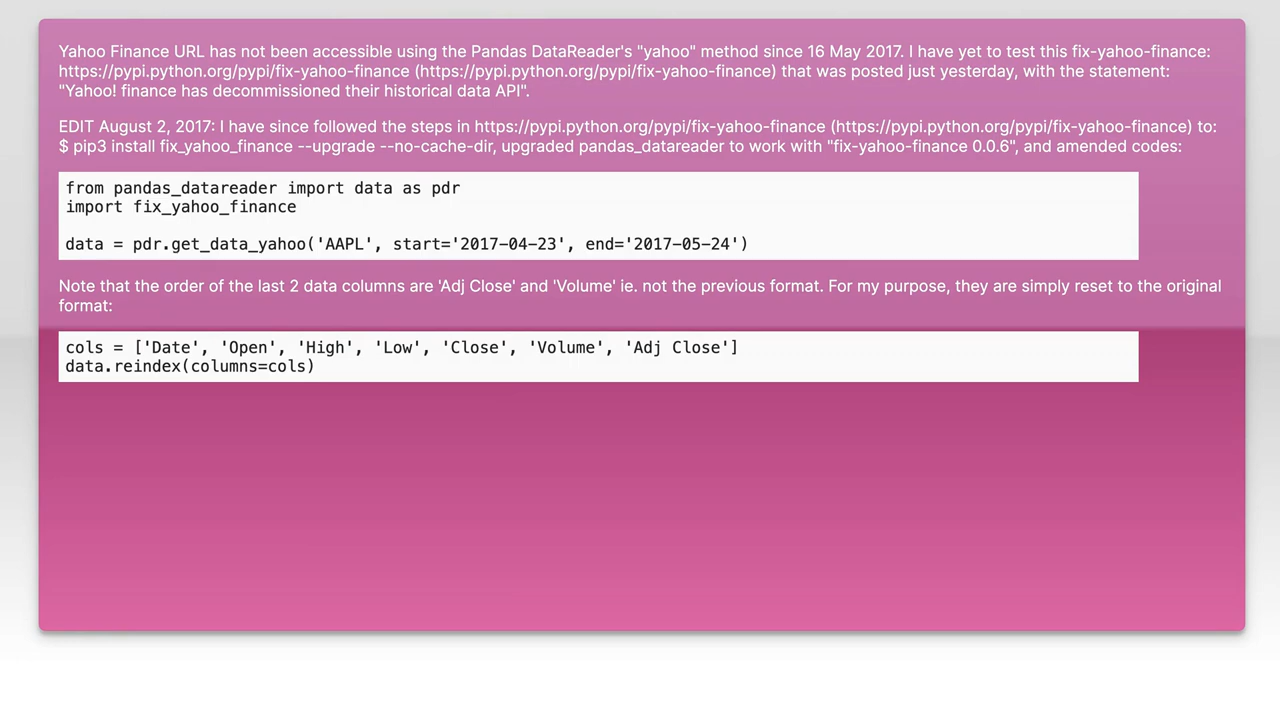 Yahoo Finance URL has not been accessible using the Pandas DataReader's "yahoo" method since 16 May 2017. I have yet to test this fix-yahoo-finance:
https://pypi.python.org/pypi/fix-yahoo-finance (https://pypi.python.org/pypi/fix-yahoo-finance) that was posted just yesterday, with the statement:
"Yahoo! finance has decommissioned their historical data API".
EDIT August 2, 2017: I have since followed the steps in https://pypi.python.org/pypi/fix-yahoo-finance (https://pypi.python.org/pypi/fix-yahoo-finance) to:
$ pip3 install fix_yahoo_finance --upgrade --no-cache-dir, upgraded pandas_datareader to work with "fix-yahoo-finance 0.0.6", and amended codes:
from pandas_datareader import data as pdr
import fix_yahoo_finance
data = pdr.get_data_yahoo('AAPL', start='2017-04-23', end='2017-05-24')
Note that the order of the last 2 data columns are 'Adj Close' and 'Volume' ie. not the previous format. For my purpose, they are simply reset to the original
format:
cols = ['Date', 'Open', 'High', 'Low', 'Close', 'Volume', 'Adj Close']
data.reindex(columns=cols)